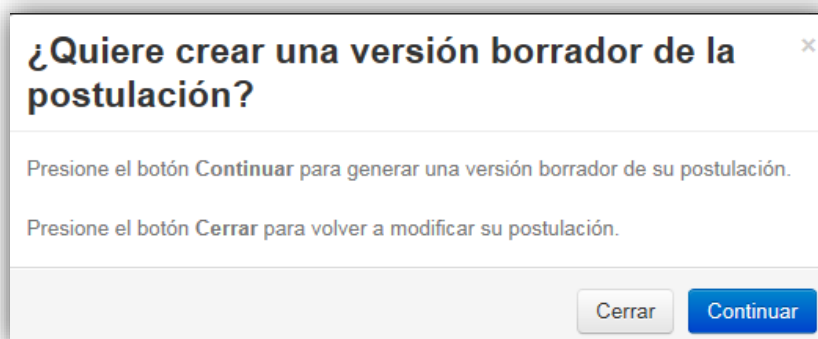 ¿Quiere crear una versión borrador de la
postulación?
×
Presione el botón Continuar para generar una versión borrador de su postulación.
Presione el botón Cerrar para volver a modificar su postulación.
Cerrar
Continuar